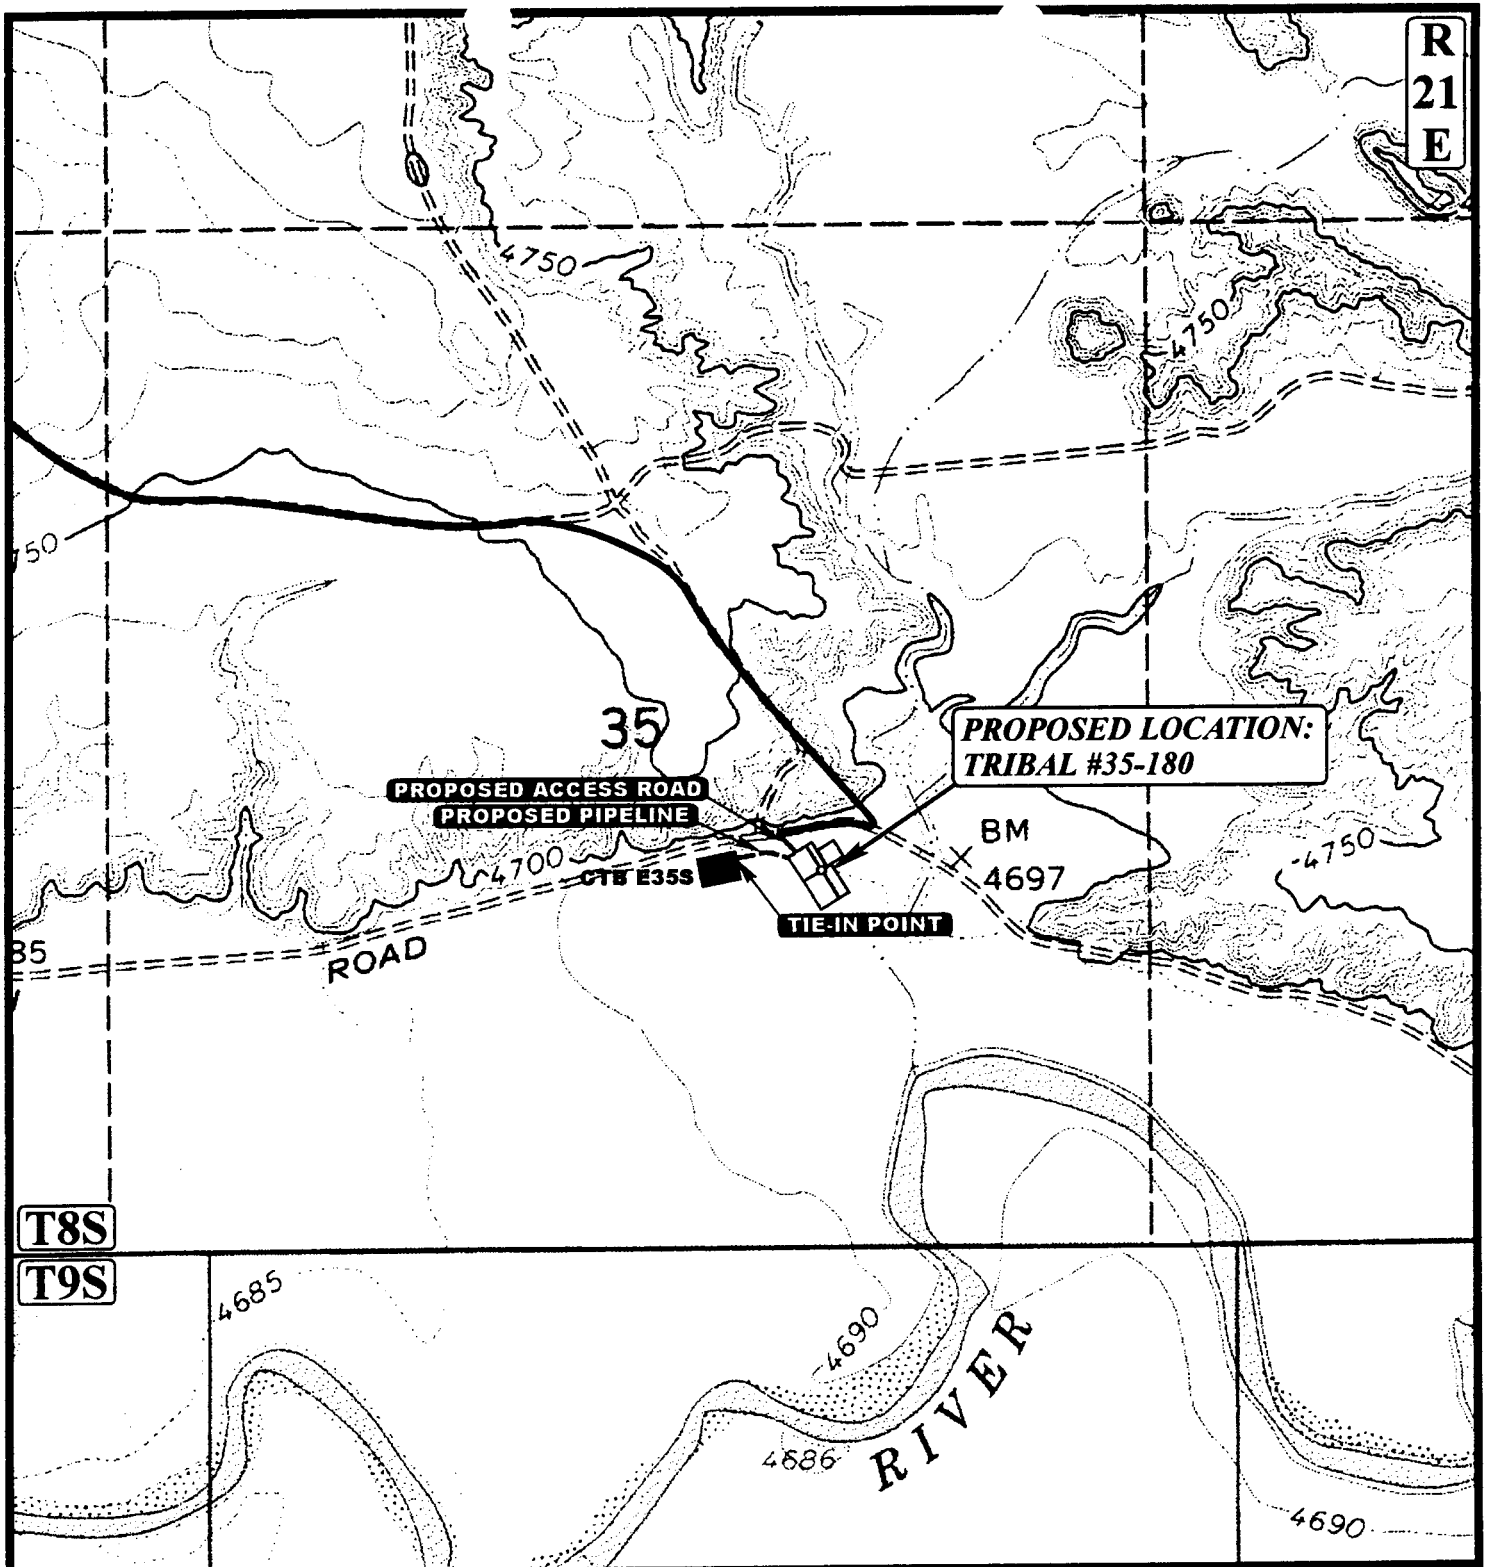 R
21
E
4750
4750
750
35
PROPOSED LOCATION:
TRIBAL #35-180
PROPOSED ACCESS ROAD
PROPOSED PIPELINE
BM
4697
4750
4700
CTB E35S
TIE-IN POINT
85
ROAD
T8S
T9S
4685
4690
RIVER
4686
4690